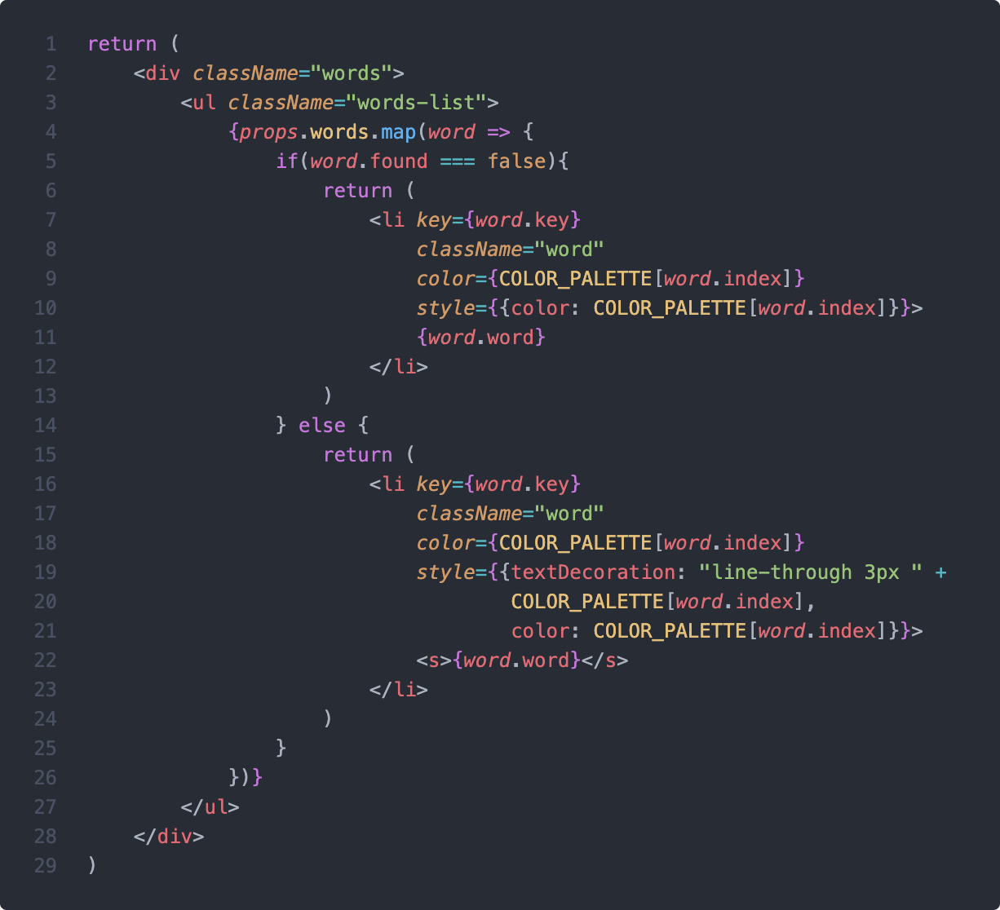 1 return (
2     <div className="words">
3         <ul className="words-list">
4             {props.words.map(word => {
5                 if(word.found === false){
6                     return (
7                         <li key={word.key}
8                             className="word"
9                             color={COLOR_PALETTE[word.index]}
10                             style={{color: COLOR_PALETTE[word.index]}}>
11                             {word.word}
12                         </li>
13                     )
14                 } else {
15                     return (
16                         <li key={word.key}
17                             className="word"
18                             color={COLOR_PALETTE[word.index]}
19                             style={{textDecoration: "line-through 3px " +
20                                     COLOR_PALETTE[word.index],
21                                     color: COLOR_PALETTE[word.index]}}>
22                             <s>{word.word}</s>
23                         </li>
24                     )
25                 }
26             })}
27         </ul>
28     </div>
29 )